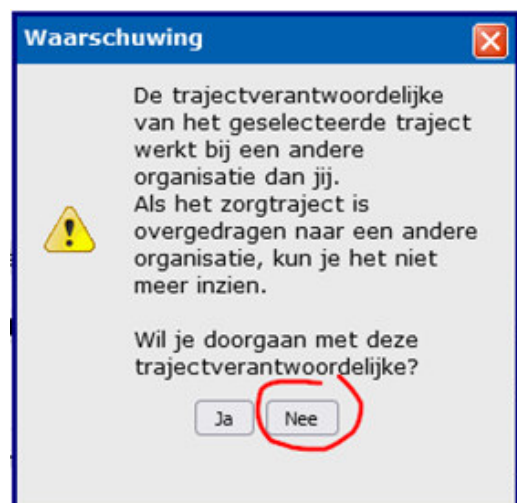 Waarschuwing
De trajectverantwoordelijke
van het geselecteerde traject
werkt bij een andere
organisatie dan jij.
Als het zorgtraject is
overgedragen naar een andere
organisatie, kun je het niet
meer inzien.
Wil je doorgaan met deze
trajectverantwoordelijke?
Ja Nee